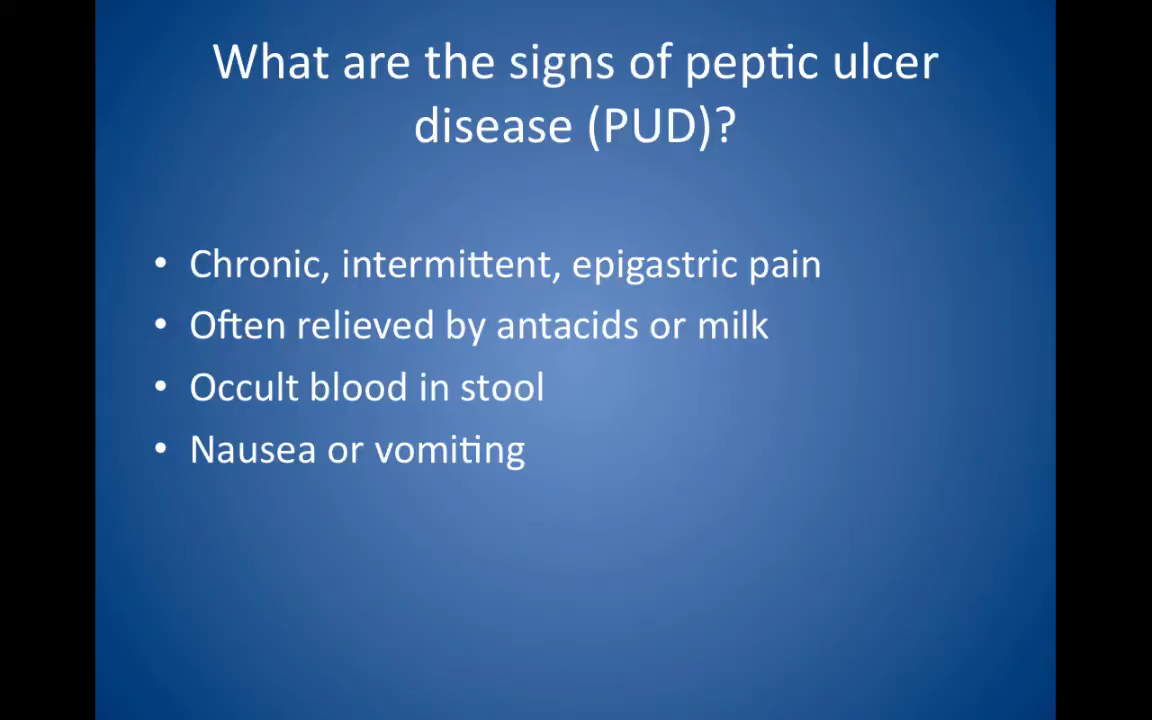 What are the signs of peptic ulcer
disease (PUD)?
• Chronic, intermittent, epigastric pain
• Often relieved by antacids or milk
• Occult blood in stool
• Nausea or vomiting